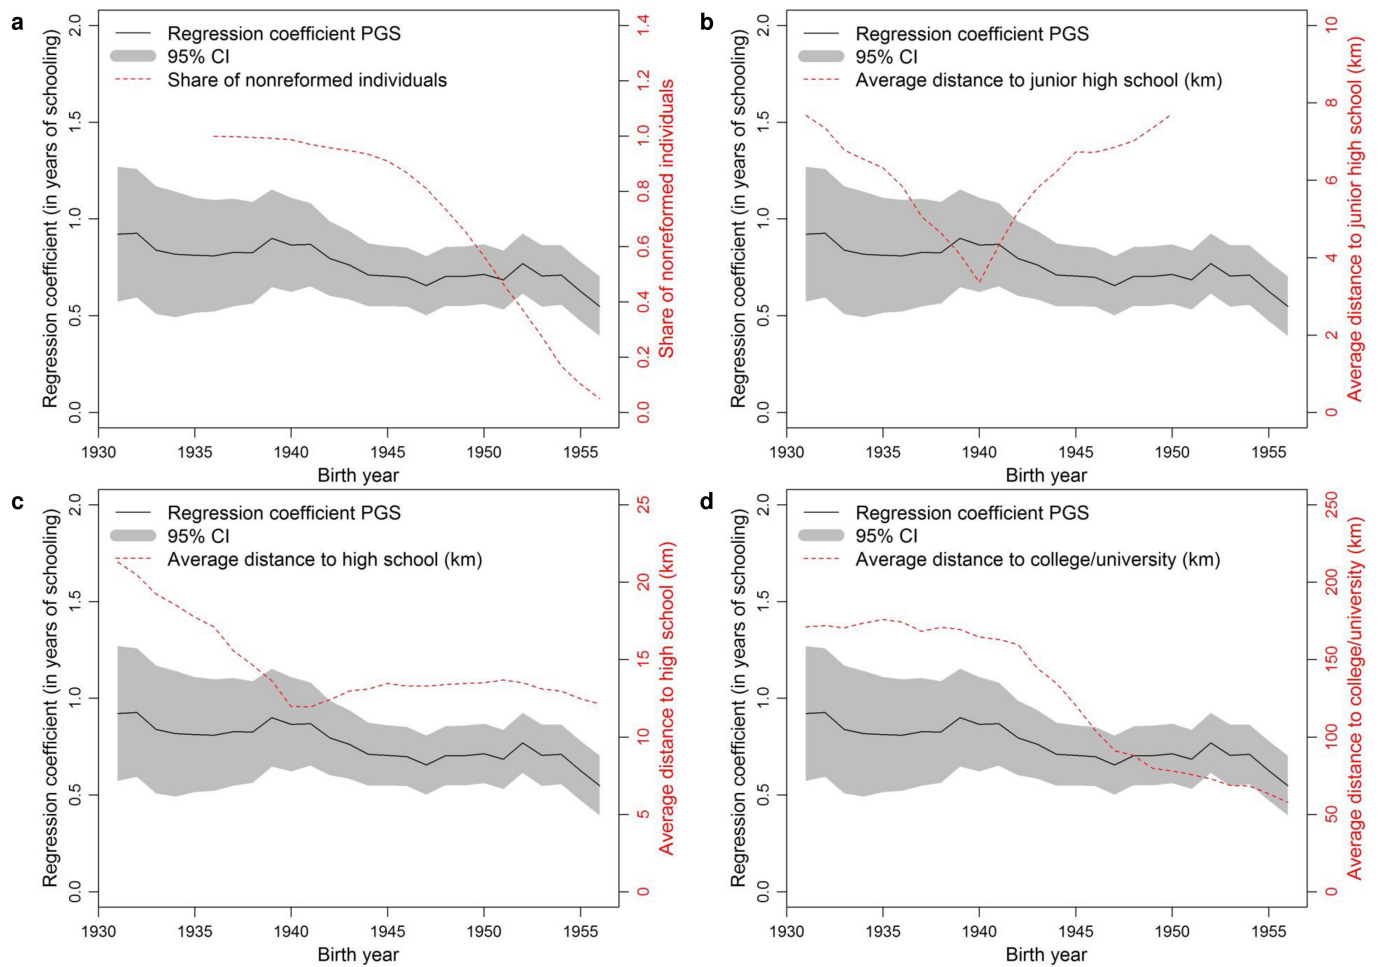 a
Regression coefficient PGS
95% CI
Share of nonreformed individuals
Regression coefficient (in years of schooling)
2.0
1.5
1.0
0.5
0.0
1.4
1.2
1.0
0.8
0.6
0.4
0.2
0.0
Share of nonreformed individuals
1930 1935 1940 1945 1950 1955
Birth year
b
Regression coefficient PGS
95% CI
Average distance to junior high school (km)
Regression coefficient (in years of schooling)
2.0
1.5
1.0
0.5
0.0
10
8
6
4
2
0
Average distance to junior high school (km)
1930 1935 1940 1945 1950 1955
Birth year
c
Regression coefficient PGS
95% CI
Average distance to high school (km)
Regression coefficient (in years of schooling)
2.0
1.5
1.0
0.5
0.0
25
20
15
10
5
0
Average distance to high school (km)
1930 1935 1940 1945 1950 1955
Birth year
d
Regression coefficient PGS
95% CI
Average distance to college/university (km)
Regression coefficient (in years of schooling)
2.0
1.5
1.0
0.5
0.0
250
200
150
100
50
0
Average distance to college/university (km)
1930 1935 1940 1945 1950 1955
Birth year